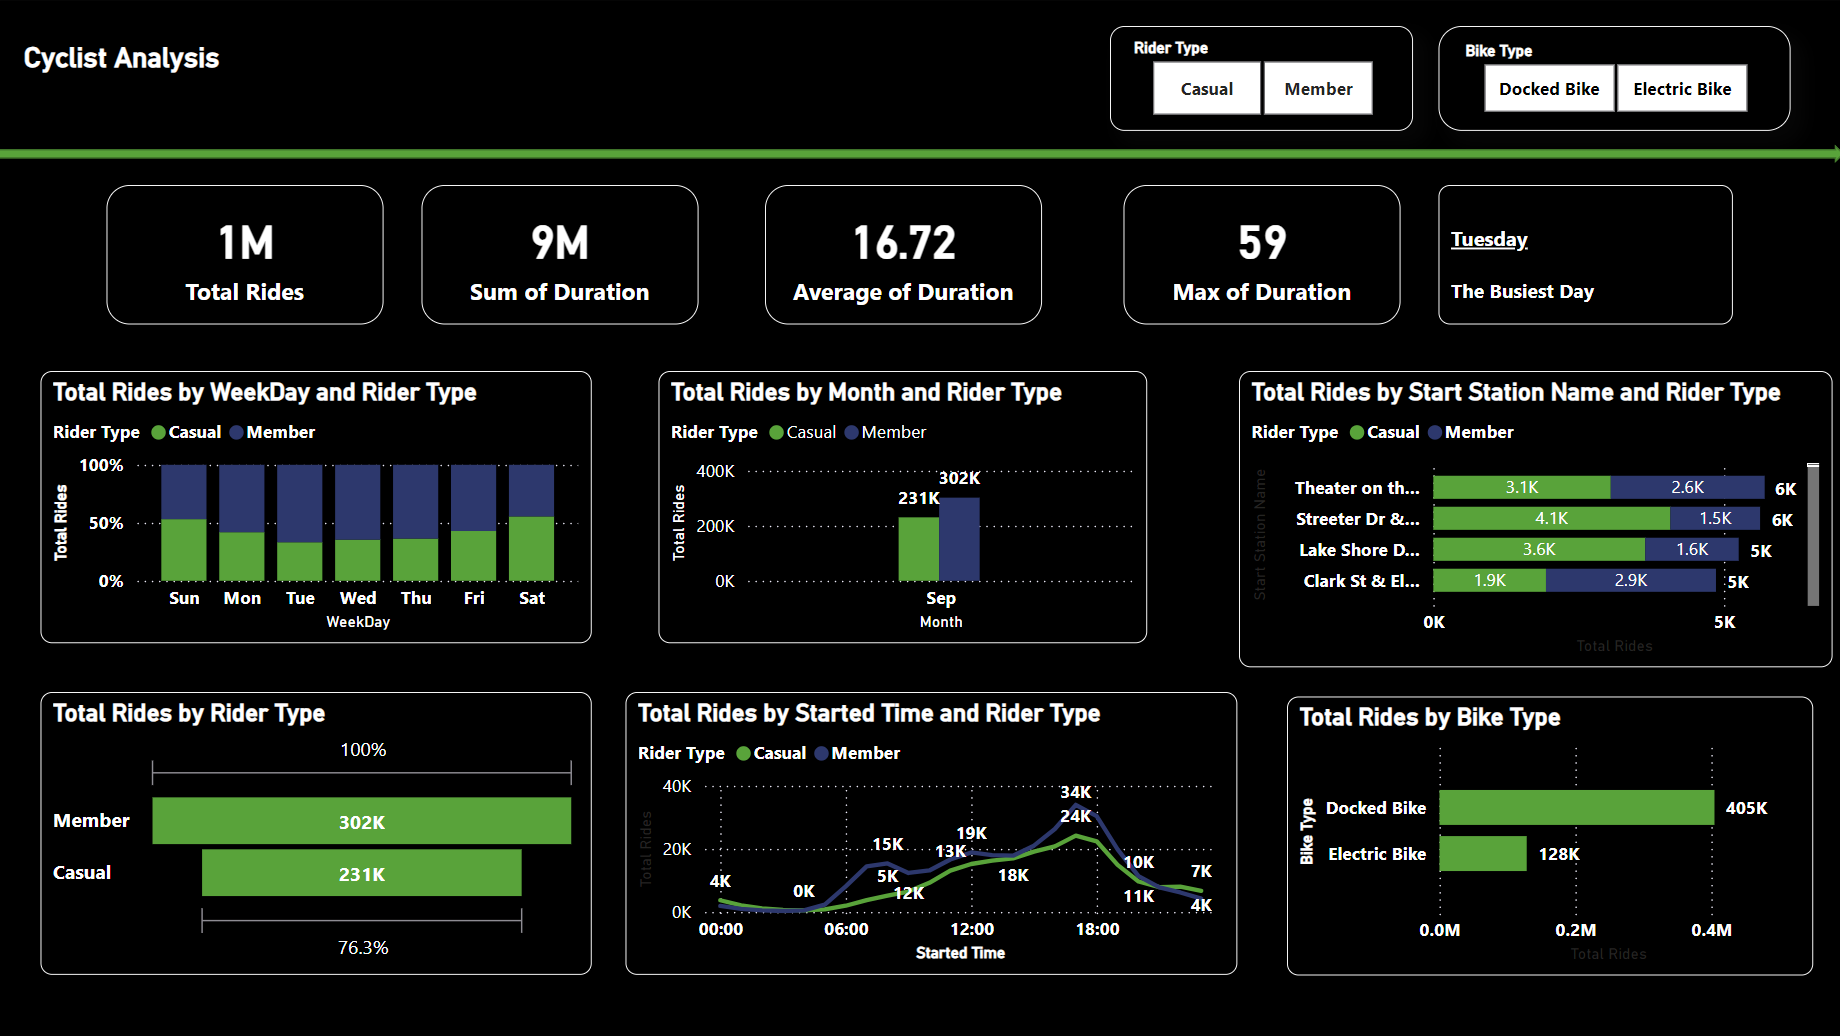 Cyclist Analysis
Rider Type
Casual
Member
Bike Type
Docked Bike
Electric Bike
1M
Total Rides
9M
Sum of Duration
16.72
Average of Duration
59
Max of Duration
Tuesday
The Busiest Day
Total Rides by WeekDay and Rider Type
Rider Type Casual Member
100%
50%
0%
Total Rides
Sun Mon Tue Wed Thu Fri Sat
WeekDay
Total Rides by Month and Rider Type
Rider Type Casual Member
400K
200K
0K
Total Rides
231K
302K
Sep
Month
Total Rides by Start Station Name and Rider Type
Rider Type Casual Member
Start Station Name
Theater on th... 3.1K 2.6K 6K
Streeter Dr &... 4.1K 1.5K 6K
Lake Shore D... 3.6K 1.6K 5K
Clark St & El... 1.9K 2.9K 5K
0K 5K
Total Rides
Total Rides by Rider Type
100%
Member 302K
Casual 231K
76.3%
Total Rides by Started Time and Rider Type
Rider Type Casual Member
40K
20K
0K
Total Rides
4K
0K
15K
5K
12K
13K
19K
18K
34K
24K
10K
11K
7K
4K
00:00 06:00 12:00 18:00
Started Time
Total Rides by Bike Type
Bike Type
Docked Bike 405K
Electric Bike 128K
0.0M 0.2M 0.4M
Total Rides